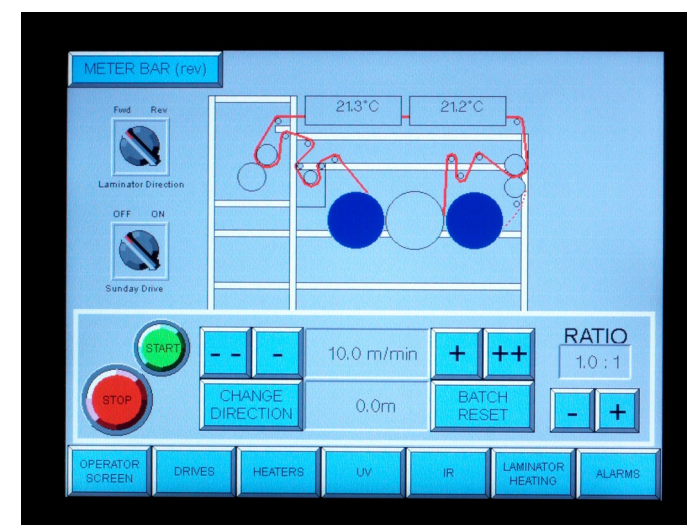 METER BAR (rev)
Fwd Rev
Laminator Direction
OFF ON
Sunday Drive
21.3°C 21.2°C
START
STOP
- - - 10.0 m/min + ++
CHANGE
DIRECTION
0.0m
BATCH
RESET
RATIO
1.0 : 1
- +
OPERATOR
SCREEN
DRIVES
HEATERS
UV
IR
LAMINATOR
HEATING
ALARMS